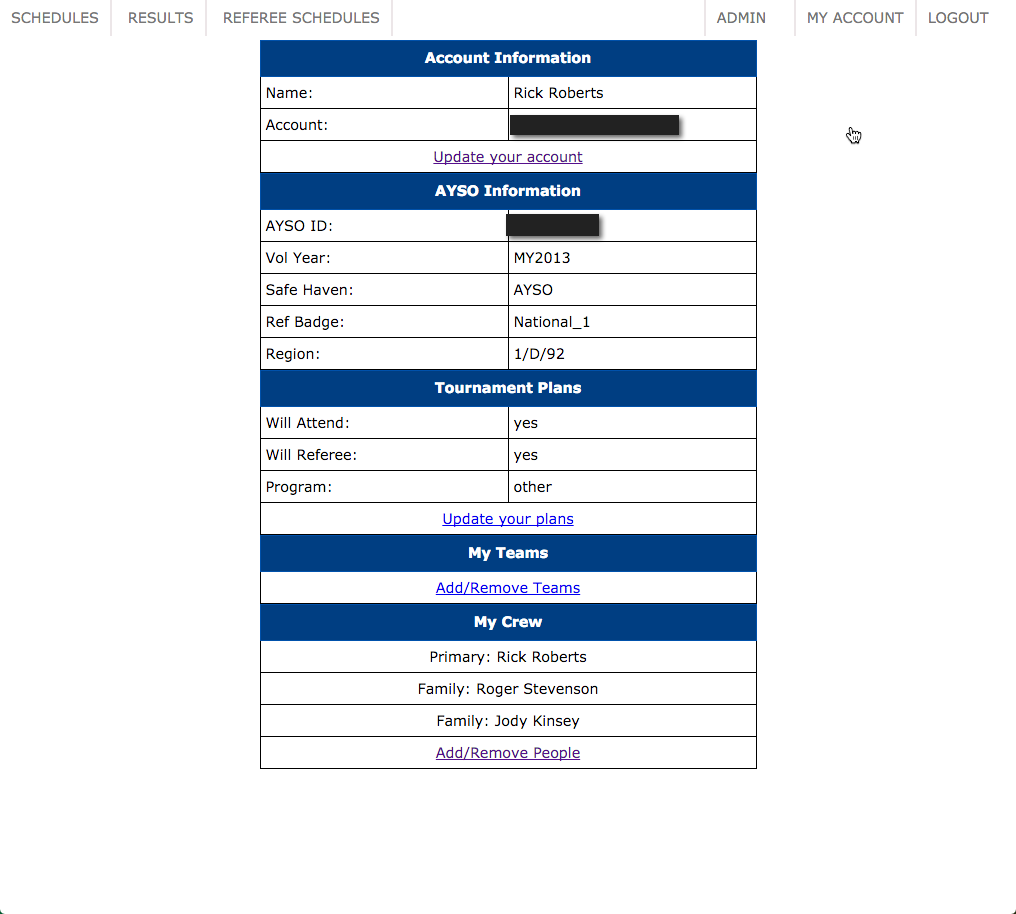 SCHEDULES RESULTS REFEREE SCHEDULES ADMIN MY ACCOUNT LOGOUT
Account Information
Name: Rick Roberts
Account:
Update your account
AYSO Information
AYSO ID:
Vol Year: MY2013
Safe Haven: AYSO
Ref Badge: National_1
Region: 1/D/92
Tournament Plans
Will Attend: yes
Will Referee: yes
Program: other
Update your plans
My Teams
Add/Remove Teams
My Crew
Primary: Rick Roberts
Family: Roger Stevenson
Family: Jody Kinsey
Add/Remove People